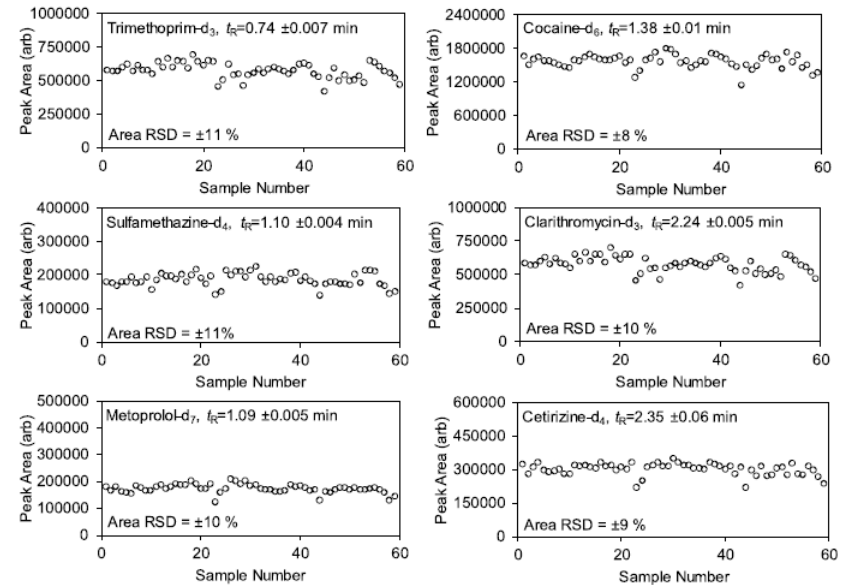 Trimethoprim-d3, tR=0.74 ±0.007 min
Peak Area (arb)
1000000
750000
500000
250000
0
Area RSD = ±11 %
0 20 40 60
Sample Number
Cocaine-d6, tR=1.38 ±0.01 min
Peak Area (arb)
2400000
1800000
1200000
600000
0
Area RSD = ±8 %
0 20 40 60
Sample Number
Sulfamethazine-d4, tR=1.10 ±0.004 min
Peak Area (arb)
400000
300000
200000
100000
0
Area RSD = ±11%
0 20 40 60
Sample Number
Clarithromycin-d3, tR=2.24 ±0.005 min
Peak Area (arb)
1000000
750000
500000
250000
0
Area RSD = ±10 %
0 20 40 60
Sample Number
Metoprolol-d7, tR=1.09 ±0.005 min
Peak Area (arb)
500000
400000
300000
200000
100000
0
Area RSD = ±10 %
0 20 40 60
Sample Number
Cetirizine-d4, tR=2.35 ±0.06 min
Peak Area (arb)
600000
450000
300000
150000
0
Area RSD = ±9 %
0 20 40 60
Sample Number